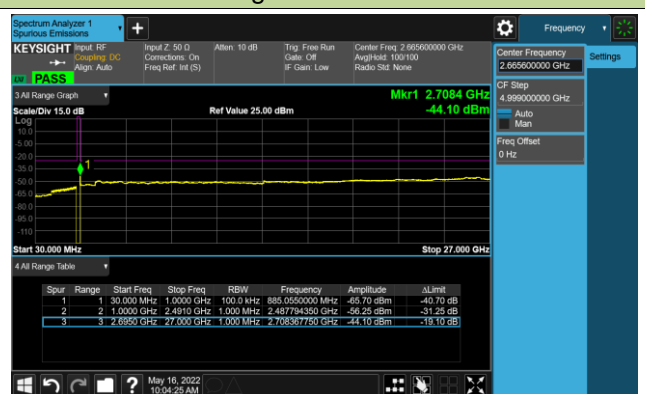 Spectrum Analyzer 1
Spurious Emissions
Frequency
KEYSIGHT
Input: RF
Coupling: DC
Align: Auto
Input Z: 50 Ω
Corrections: On
Freq Ref: Int (S)
Atten: 10 dB
Trig: Free Run
Gate: Off
IF Gain: Low
Center Freq: 2.665600000 GHz
Avg|Hold: 100/100
Radio Std: None
PASS
Center Frequency
2.665600000 GHz
Settings
CF Step
4.999000000 GHz
Auto
Man
Freq Offset
0 Hz
3 All Range Graph
Mkr1 2.7084 GHz
Scale/Div 15.0 dB
Ref Value 25.00 dBm
-44.10 dBm
Log
10.0
-5.00
-20.0
-35.0
-50.0
-65.0
-80.0
-95.0
-110
1
Start 30.000 MHz
Stop 27.000 GHz
4 All Range Table
Spur Range Start Freq Stop Freq RBW Frequency Amplitude ΔLimit
1 1 30.000 MHz 1.0000 GHz 100.0 kHz 885.0550000 MHz -65.70 dBm -40.70 dB
2 2 1.0000 GHz 2.4910 GHz 1.000 MHz 2.487794350 GHz -56.25 dBm -31.25 dB
3 3 2.6950 GHz 27.000 GHz 1.000 MHz 2.708367750 GHz -44.10 dBm -19.10 dB
May 16, 2022
10:04:25 AM